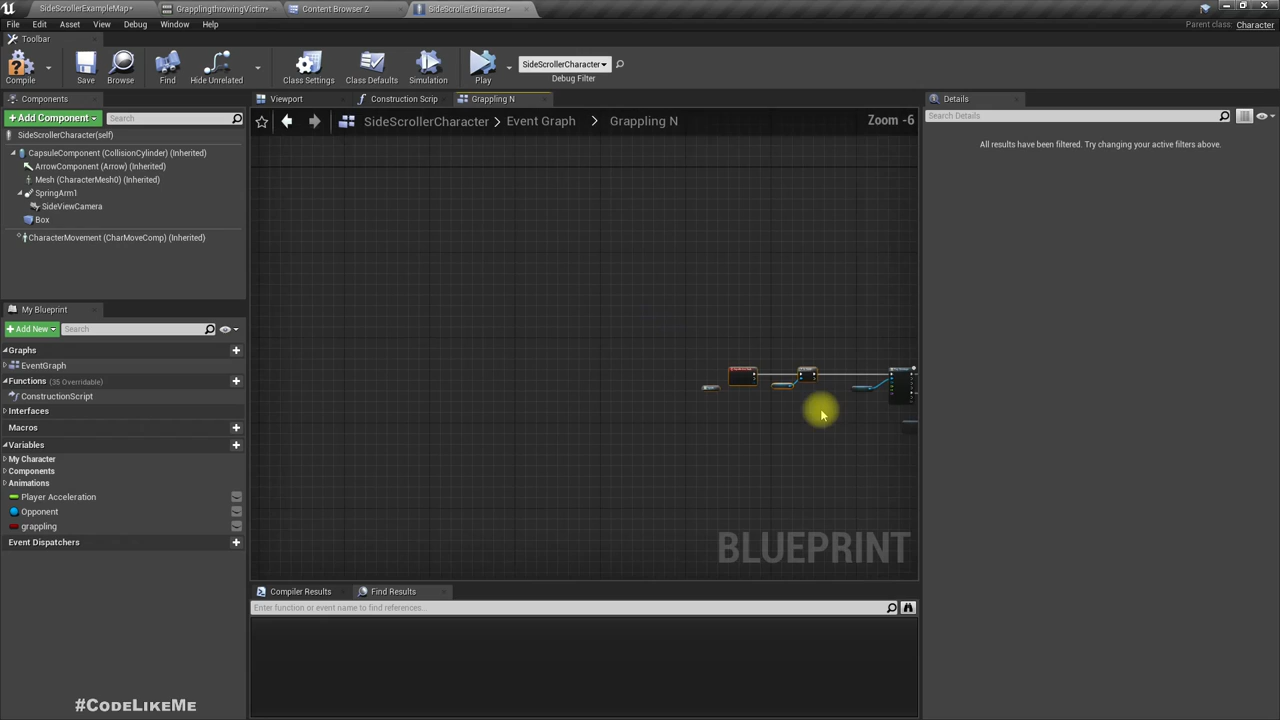 SideScrollerExampleMap*
GrapplingthrowingVictim*
Content Browser 2
SideScrollerCharacter*
File Edit Asset View Debug Window Help
Parent class: Character
Toolbar
Compile
Save
Browse
Find
Hide Unrelated
Class Settings
Class Defaults
Simulation
Play
SideScrollerCharacter
Debug Filter
Components
Viewport
Construction Scrip
Grappling N
Details
+Add Component
Search
SideScrollerCharacter > Event Graph > Grappling N
Zoom -6
Search Details
SideScrollerCharacter(self)
All results have been filtered. Try changing your active filters above.
CapsuleComponent (CollisionCylinder) (Inherited)
ArrowComponent (Arrow) (Inherited)
Mesh (CharacterMesh0) (Inherited)
SpringArm1
SideViewCamera
Box
CharacterMovement (CharMoveComp) (Inherited)
My Blueprint
+Add New
Search
Graphs
EventGraph
Functions (35 Overridable)
ConstructionScript
Interfaces
Macros
Variables
My Character
Components
Animations
Player Acceleration
Opponent
grappling
Event Dispatchers
BLUEPRINT
Compiler Results
Find Results
Enter function or event name to find references...
#CodeLikeMe